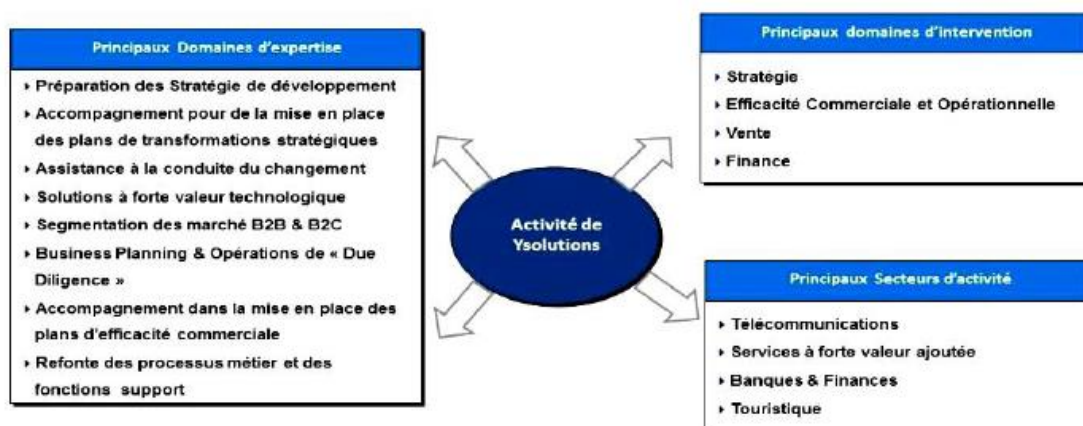 Principaux Domaines d'expertise
Préparation des Stratégie de développement
Accompagnement pour de la mise en place
des plans de transformations stratégiques
Assistance à la conduite du changement
Solutions à forte valeur technologique
Segmentation des marché B2B & B2C
Business Planning & Opérations de « Due
Diligence »
Accompagnement dans la mise en place des
plans d'efficacité commerciale
Refonte des processus métier et des
fonctions support
Activité de
Ysolutions
Principaux domaines d'intervention
Stratégie
Efficacité Commerciale et Opérationnelle
Vente
Finance
Principaux Secteurs d'activité
Télécommunications
Services à forte valeur ajoutée
Banques & Finances
Touristique